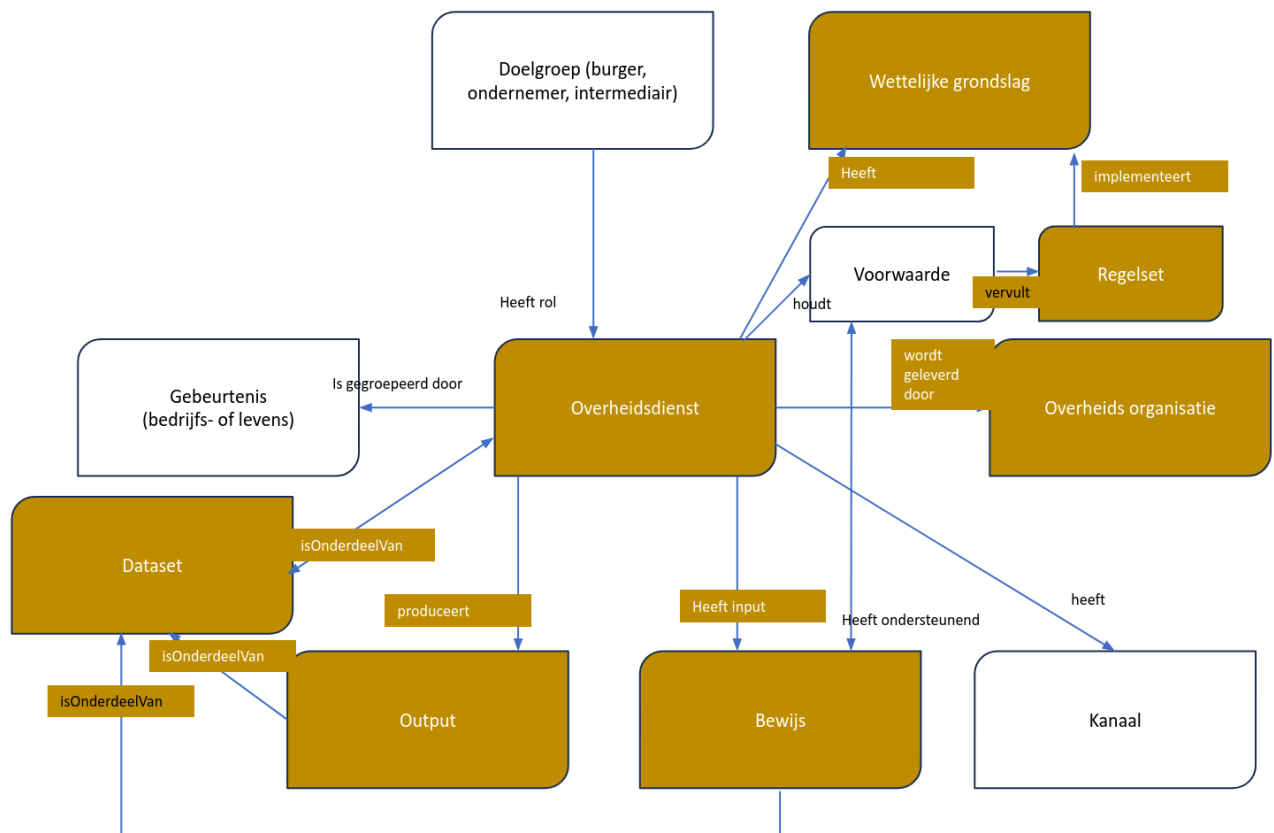 Doelgroep (burger,
ondernemer, intermediair)
Wettelijke grondslag
Heeft
implementeert
Voorwaarde
Regelset
vervult
houdt
Heeft rol
wordt
geleverd
door
Is gegroepeerd door
Gebeurtenis
(bedrijfs- of levens)
Overheidsdienst
Overheids organisatie
isOnderdeelVan
Dataset
produceert
Heeft input
heeft
Heeft ondersteunend
isOnderdeelVan
isOnderdeelVan
Output
Bewijs
Kanaal